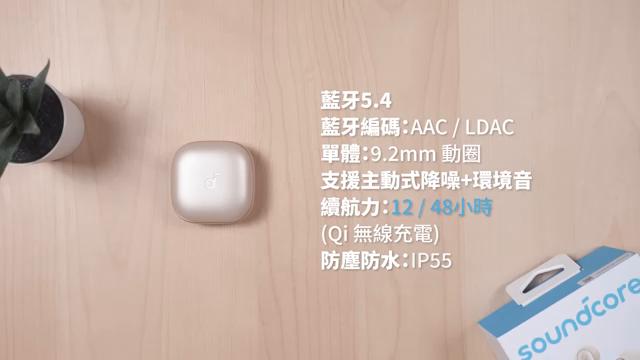 藍牙5.4
藍牙編碼：AAC / LDAC
單體：9.2mm 動圈
支援主動式降噪+環境音
續航力：12 / 48小時
(Qi 無線充電)
防塵防水：IP55
soundcore